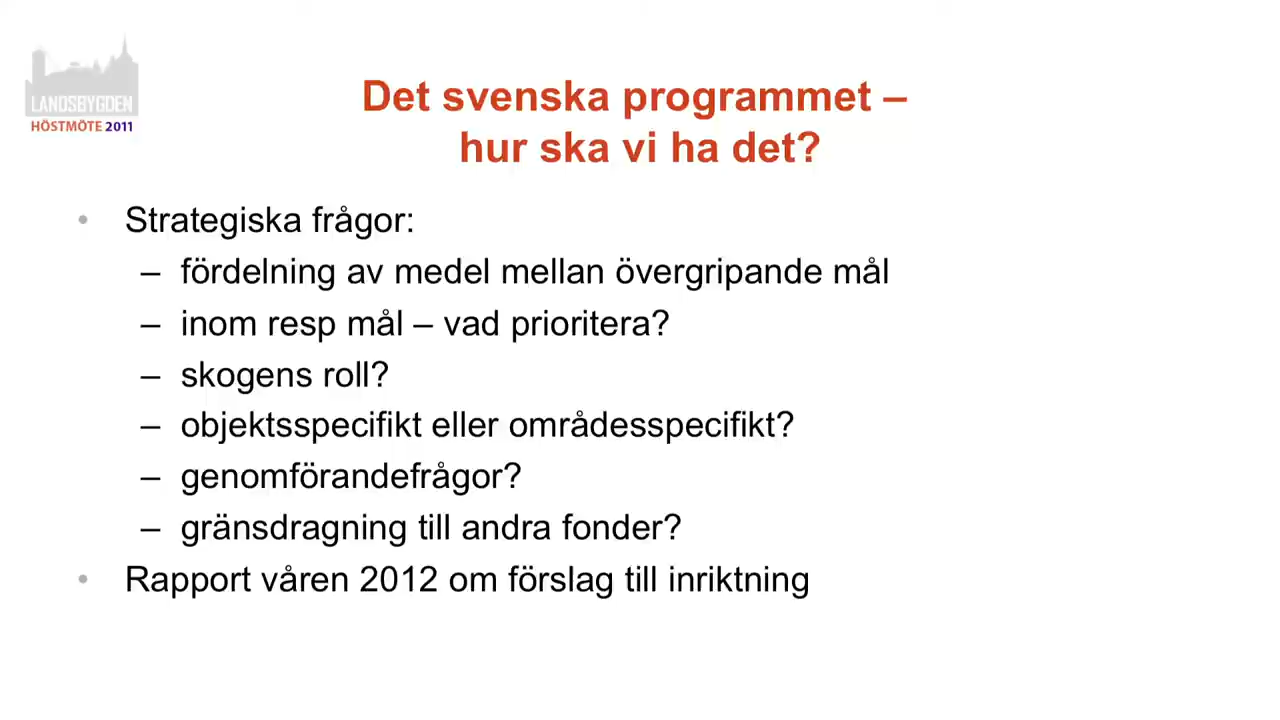 LANDSBYGDEN
HÖSTMÖTE 2011
Det svenska programmet –
hur ska vi ha det?
• Strategiska frågor:
– fördelning av medel mellan övergripande mål
– inom resp mål – vad prioritera?
– skogens roll?
– objektsspecifikt eller områdesspecifikt?
– genomförandefrågor?
– gränsdragning till andra fonder?
• Rapport våren 2012 om förslag till inriktning